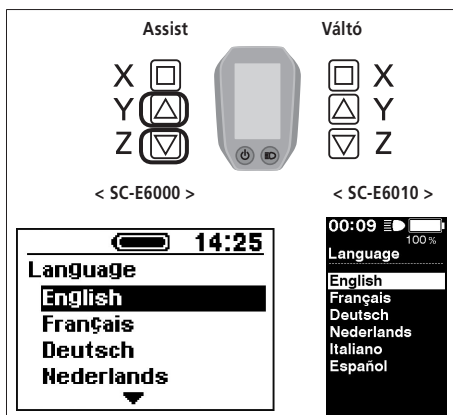 Assist Váltó
X X
Y Y
Z Z
< SC-E6000 > < SC-E6010 >
14:25
Language
English
Français
Deutsch
Nederlands
00:09
100%
Language
English
Français
Deutsch
Nederlands
Italiano
Español